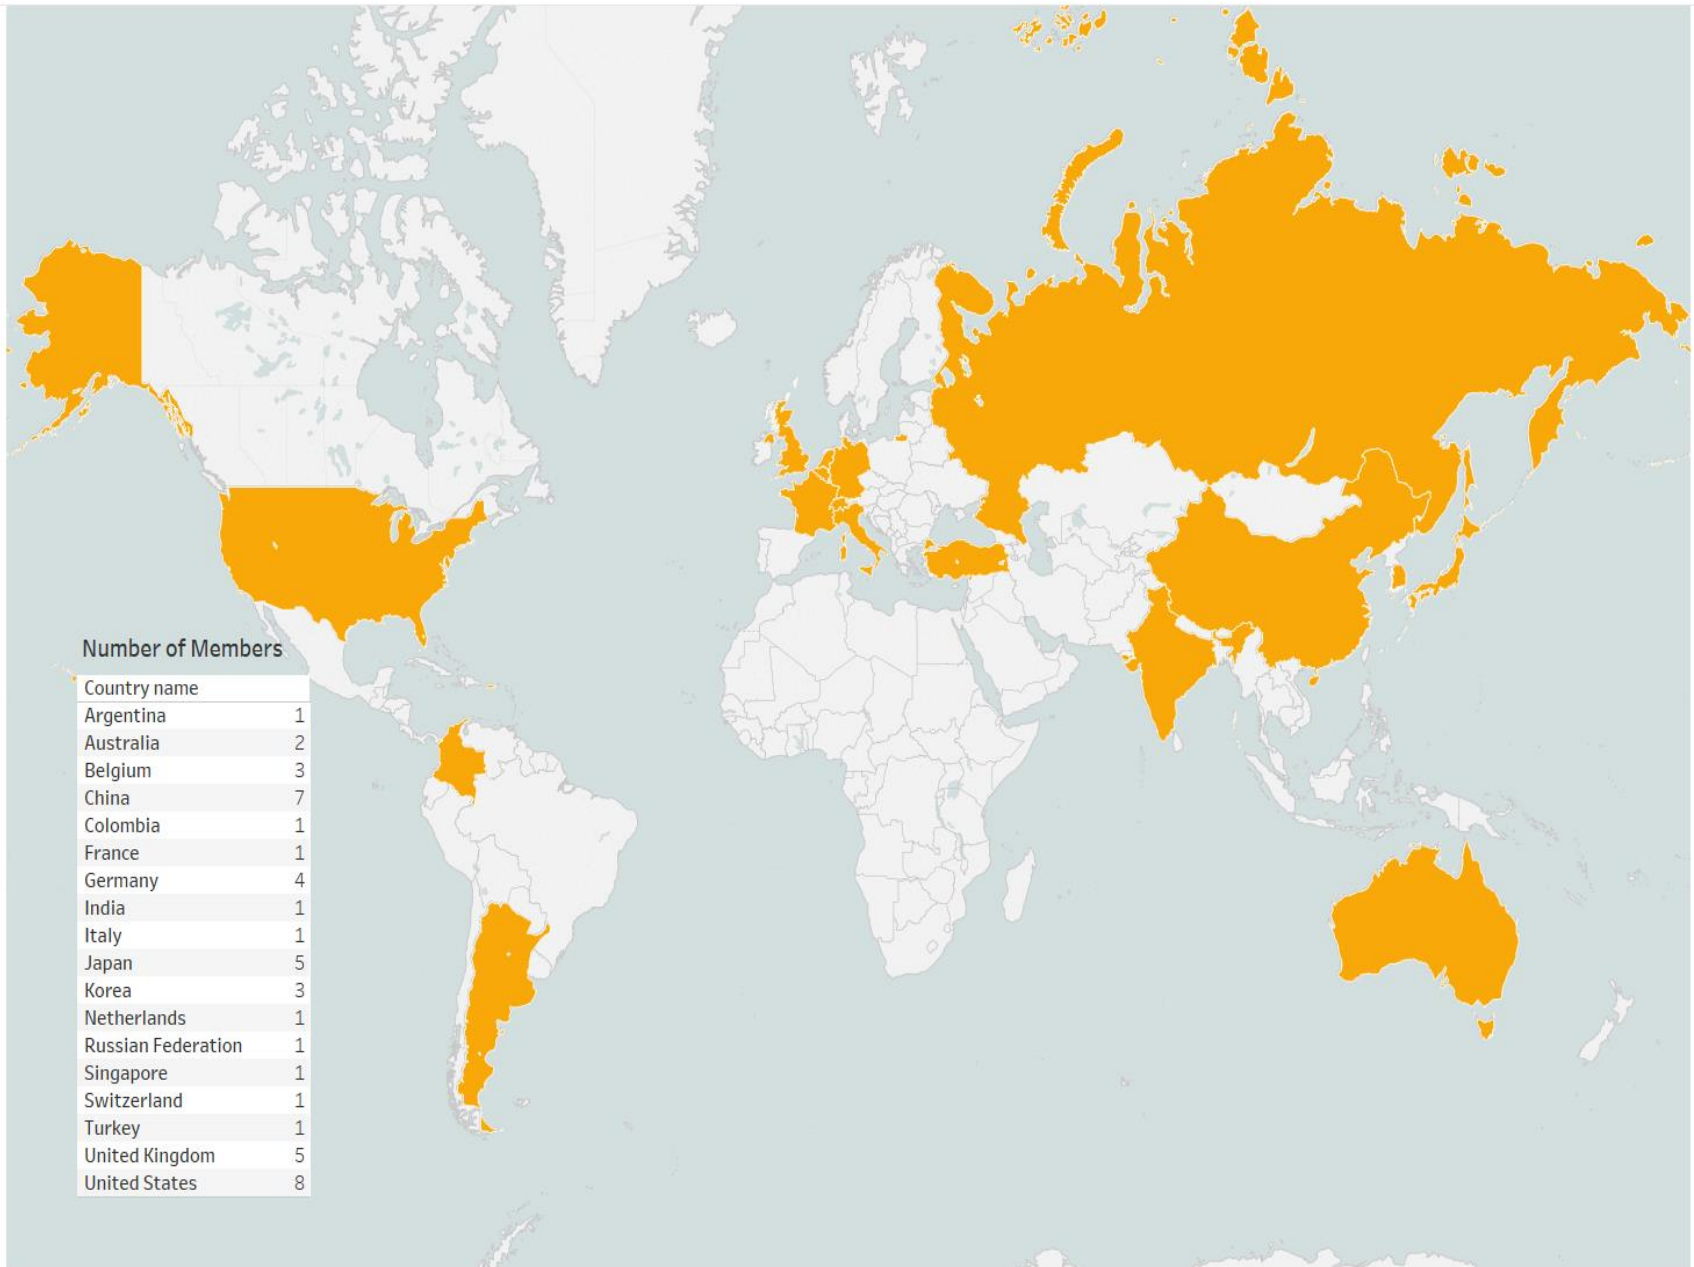 Number of Members
Country name
Argentina 1
Australia 2
Belgium 3
China 7
Colombia 1
France 1
Germany 4
India 1
Italy 1
Japan 5
Korea 3
Netherlands 1
Russian Federation 1
Singapore 1
Switzerland 1
Turkey 1
United Kingdom 5
United States 8